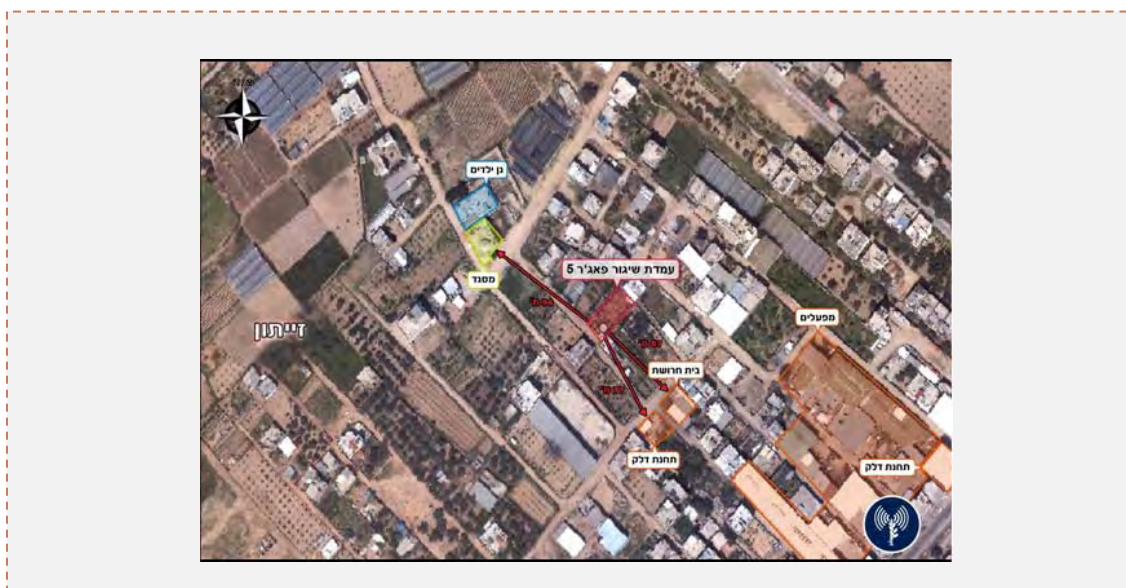 גן ילדים
מסגד
עמדת שיגור פאג'ר 5
מפעלים
זייתון
בית חרושת
תחנת דלק
תחנת דלק